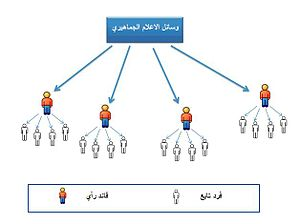 وسائل الاعلام الجماهيري
فرد تابع
قائد رأي